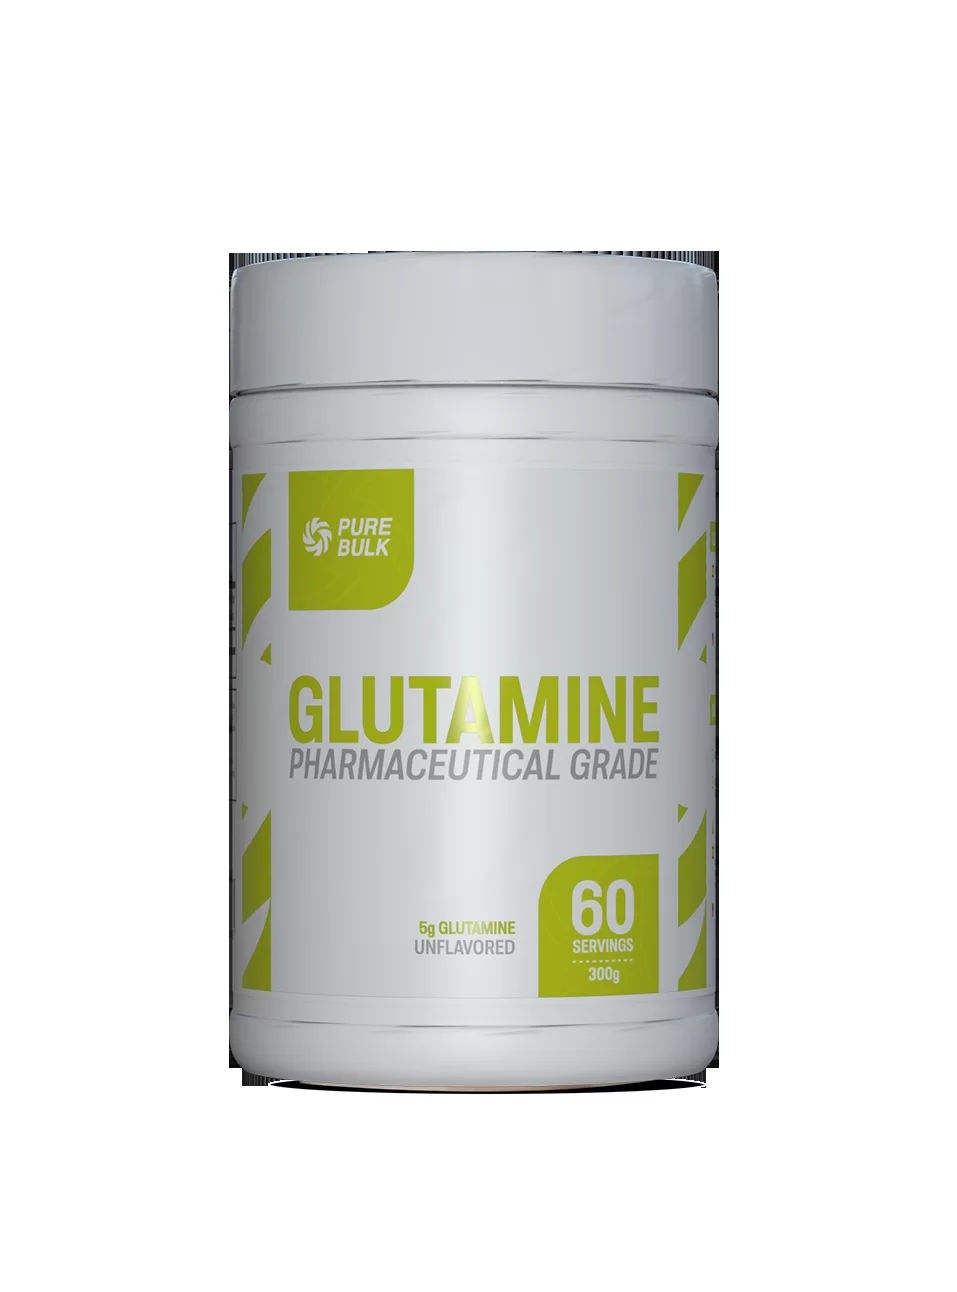 PURE
BULK
GLUTAMINE
PHARMACEUTICAL GRADE
5g GLUTAMINE
UNFLAVORED
60
SERVINGS
300g